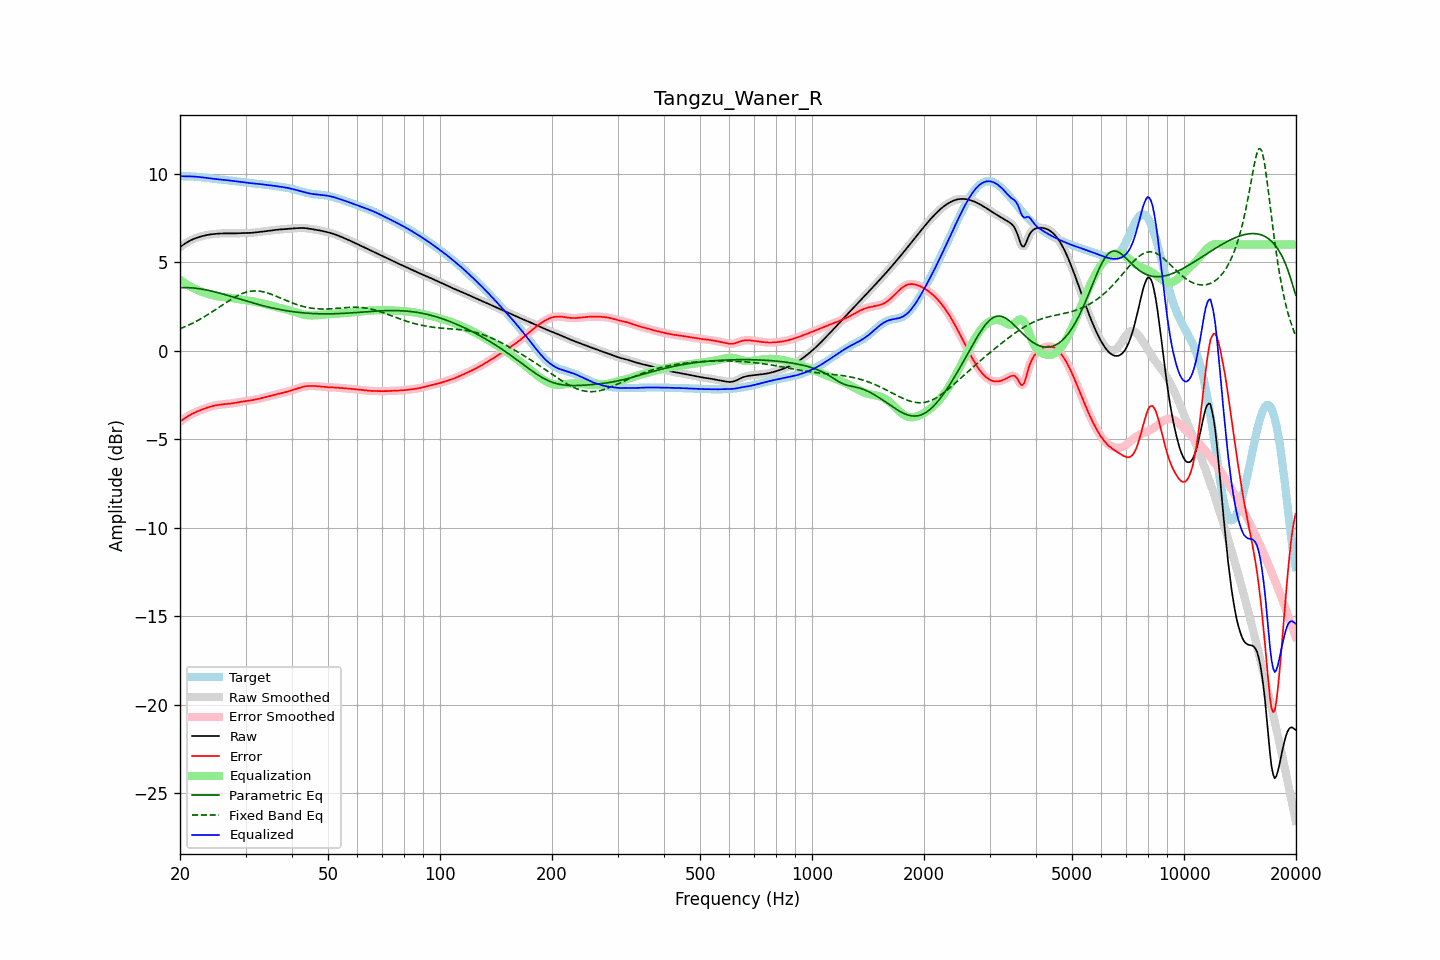 Tangzu_Waner_R
Amplitude (dBr)
10
5
0
−5
−10
−15
−20
−25
Target
Raw Smoothed
Error Smoothed
Raw
Error
Equalization
Parametric Eq
Fixed Band Eq
Equalized
20 50 100 200 500 1000 2000 5000 10000 20000
Frequency (Hz)